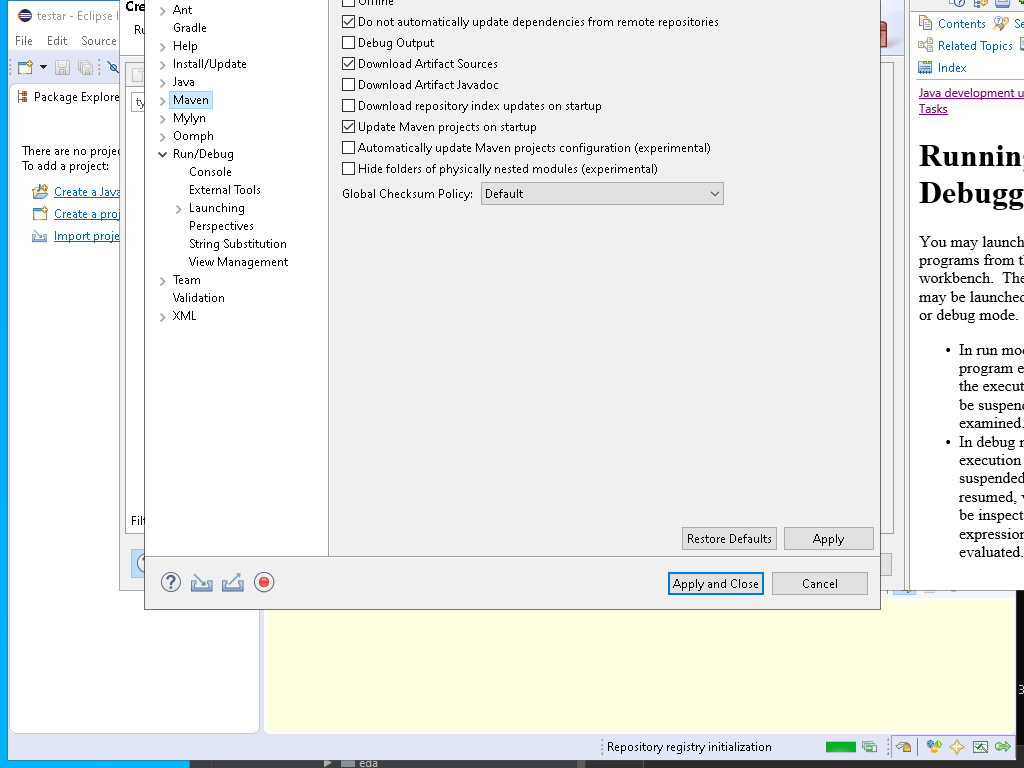 testar - Eclipse I
File Edit Source
Package Explore
There are no projec
To add a project:
Create a Java
Create a proj
Import proje
Cre
Ru
ty
Filt
Ant
Gradle
Help
Install/Update
Java
Maven
Mylyn
Oomph
Run/Debug
Console
External Tools
Launching
Perspectives
String Substitution
View Management
Team
Validation
XML
Offline
Do not automatically update dependencies from remote repositories
Debug Output
Download Artifact Sources
Download Artifact Javadoc
Download repository index updates on startup
Update Maven projects on startup
Automatically update Maven projects configuration (experimental)
Hide folders of physically nested modules (experimental)
Global Checksum Policy: Default
Restore Defaults Apply
Apply and Close Cancel
Contents Se
Related Topics
Index
Java development u
Tasks
Running
Debugg
You may launch
programs from th
workbench. The
may be launched
or debug mode.
• In run mod
program e
the execut
be suspend
examined.
• In debug m
execution
suspended
resumed, v
be inspect
expression
evaluated.
3
Repository registry initialization
eda